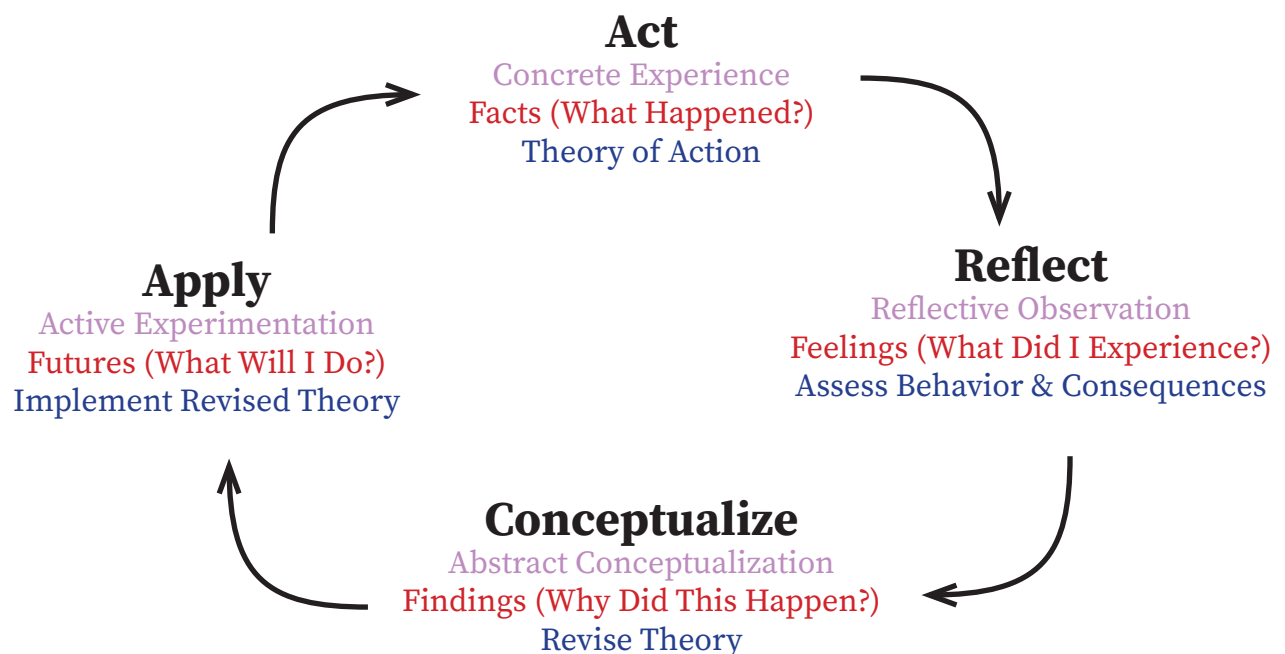 Act
Concrete Experience
Facts (What Happened?)
Theory of Action
Reflect
Reflective Observation
Feelings (What Did I Experience?)
Assess Behavior & Consequences
Conceptualize
Abstract Conceptualization
Findings (Why Did This Happen?)
Revise Theory
Apply
Active Experimentation
Futures (What Will I Do?)
Implement Revised Theory